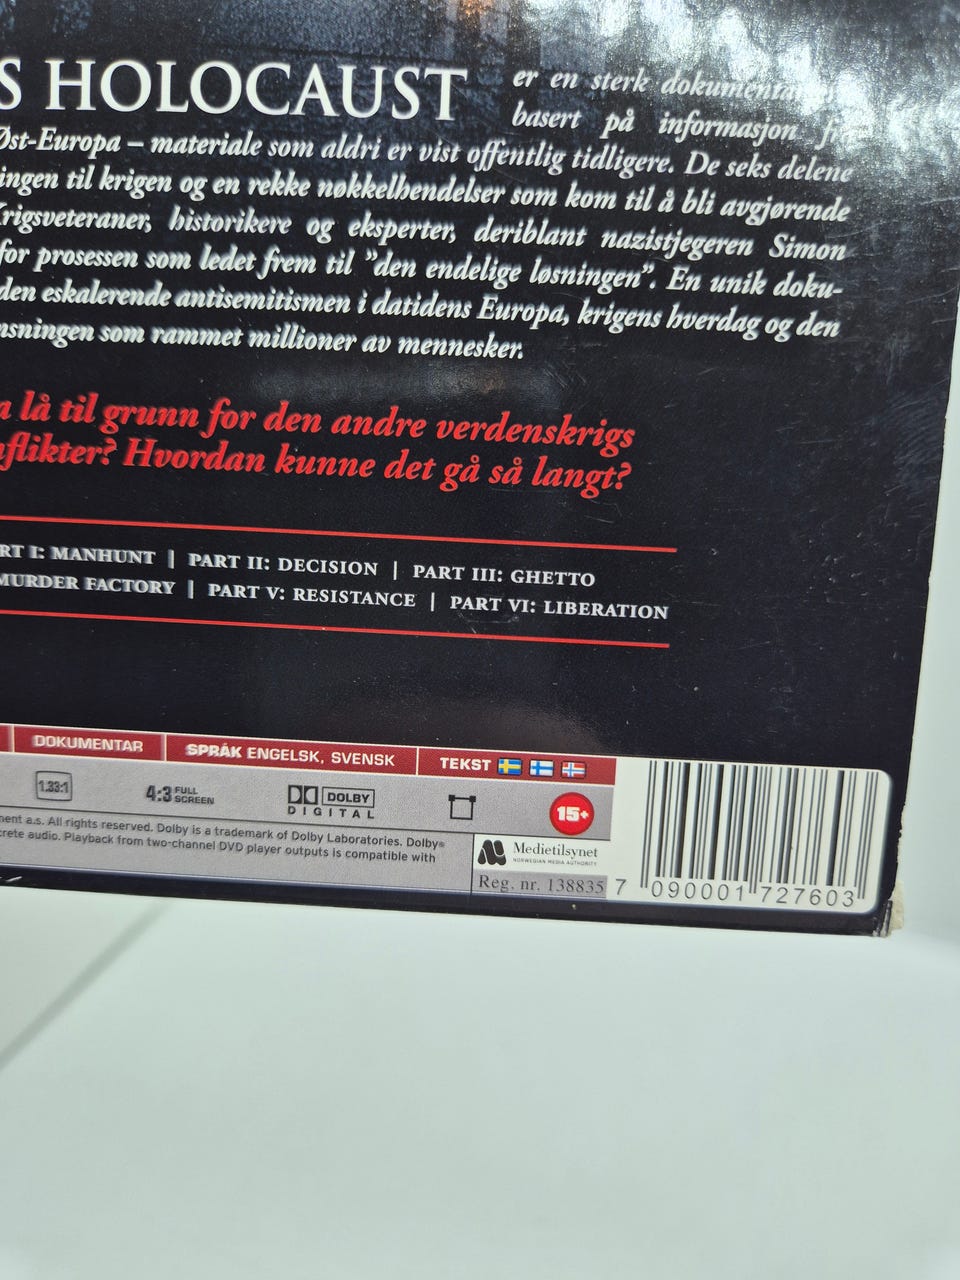 S HOLOCAUST
er en sterk
basert på informasjon
Øst-Europa – materiale som aldri er vist offentlig tidligere. De seks delene
ingen til krigen og en rekke nøkkelhendelser som kom til å bli avgjørende
Krigsveteraner, historikere og eksperter, deriblant nazistjegeren Simon
for prosessen som ledet frem til ”den endelige løsningen”. En unik doku-
den eskalerende antisemitismen i datidens Europa, krigens hverdag og den
nsningen som rammet millioner av mennesker.
a lå til grunn for den andre verdenskrigs
nflikter? Hvordan kunne det gå så langt?
RT I: MANHUNT | PART II: DECISION | PART III: GHETTO
MURDER FACTORY | PART V: RESISTANCE | PART VI: LIBERATION
DOKUMENTAR SPRÅK ENGELSK, SVENSK TEKST
1.33:1 4:3 FULL SCREEN DOLBY DIGITAL 15+
ment a.s. All rights reserved. Dolby is a trademark of Dolby Laboratories. Dolby®
crete audio. Playback from two-channel DVD player outputs is compatible with
Medietilsynet
NORWEGIAN MEDIA AUTHORITY
Reg. nr. 138835
7 090001 727603